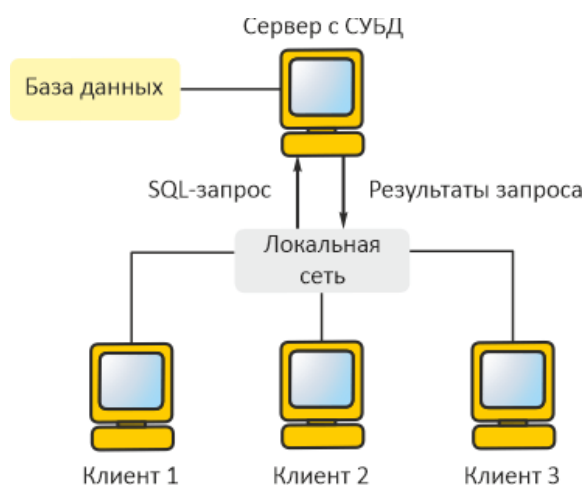 Сервер с СУБД
База данных
SQL-запрос
Результаты запроса
Локальная
сеть
Клиент 1
Клиент 2
Клиент 3